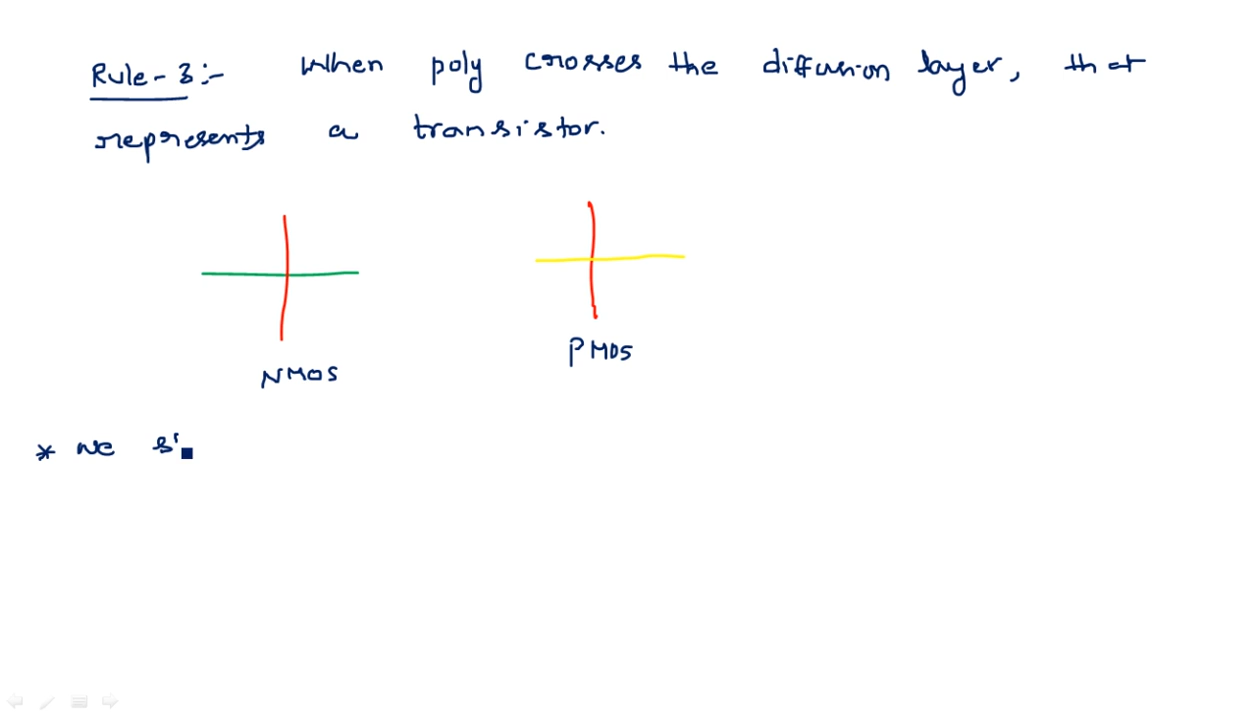 Rule-3:- When poly crosses the diffusion layer, that
represents a transistor.
NMOS
PMOS
* We